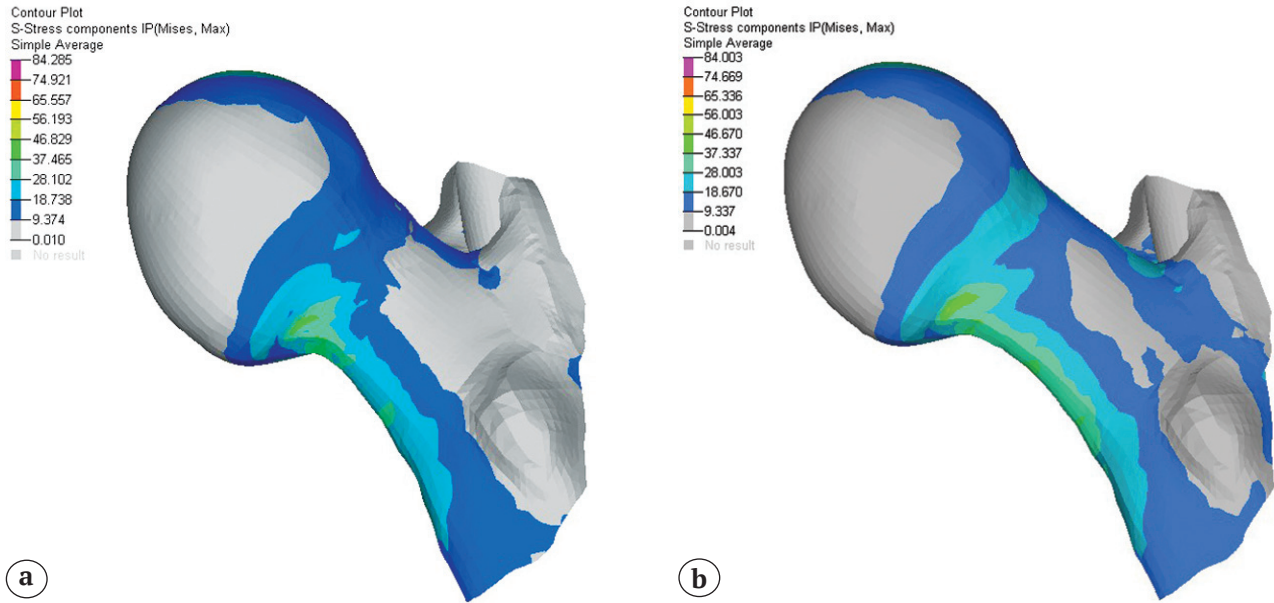 Contour Plot
S-Stress components IP(Mises, Max)
Simple Average
84.285
74.921
65.557
56.193
46.829
37.465
28.102
18.738
9.374
0.010
No result
a
Contour Plot
S-Stress components IP(Mises, Max)
Simple Average
84.003
74.669
65.336
56.003
46.670
37.337
28.003
18.670
9.337
0.004
No result
b